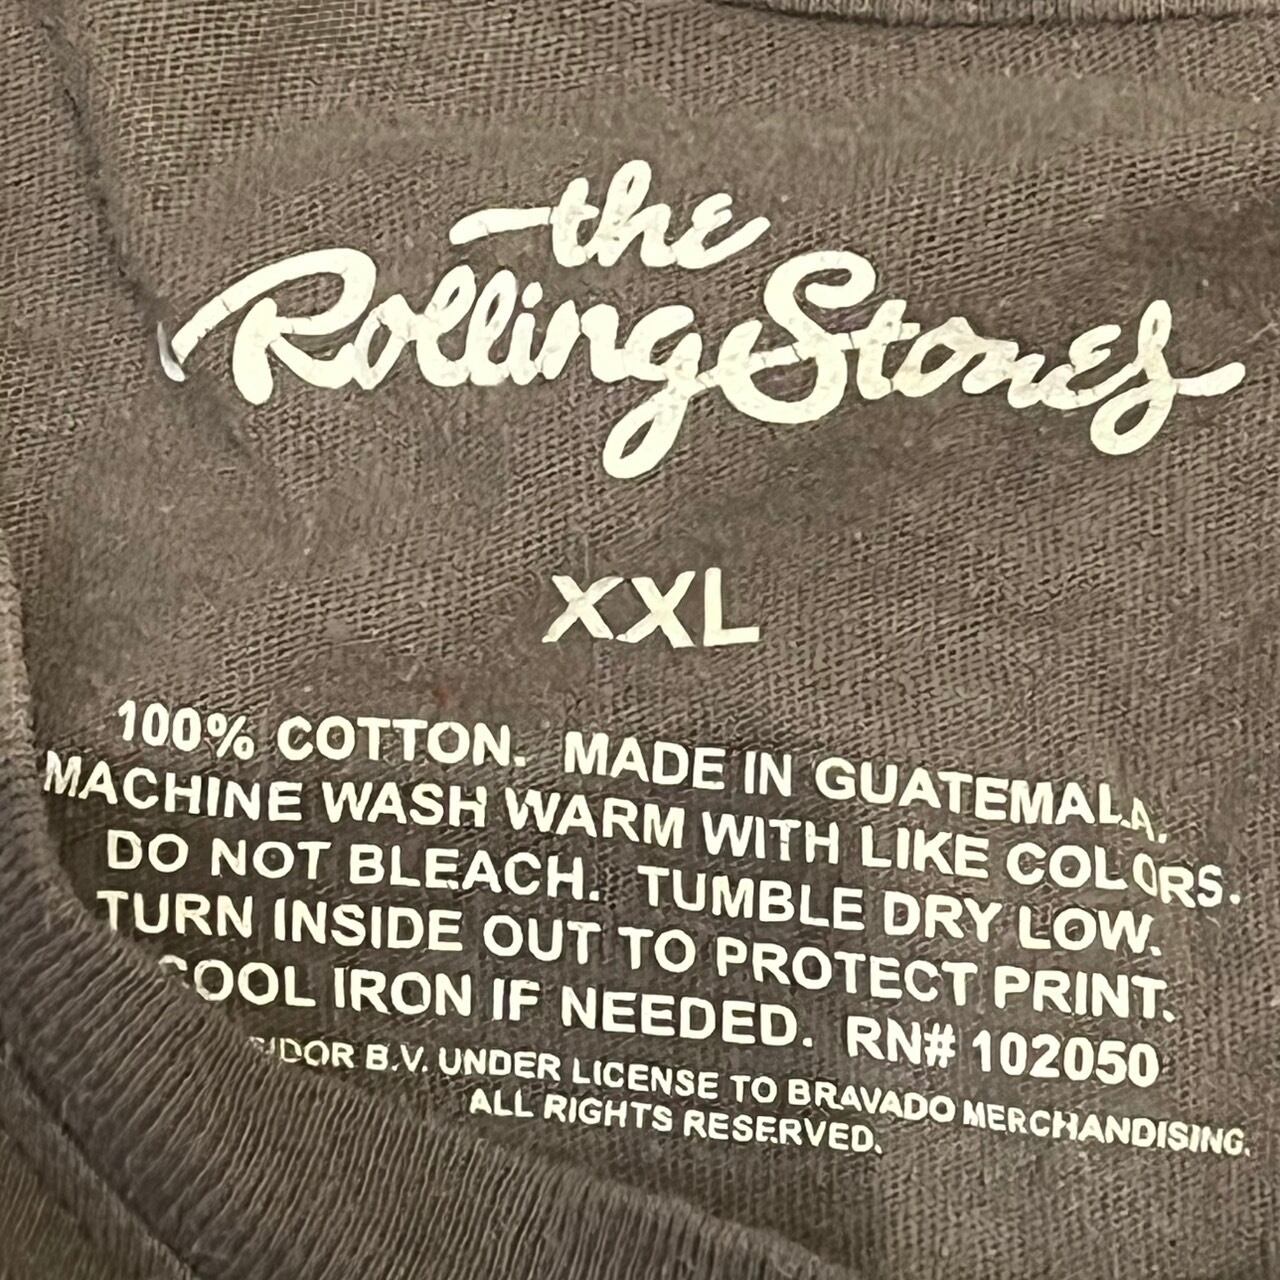 the
Rolling Stones
XXL
100% COTTON. MADE IN GUATEMALA.
MACHINE WASH WARM WITH LIKE COLORS.
DO NOT BLEACH. TUMBLE DRY LOW.
TURN INSIDE OUT TO PROTECT PRINT.
COOL IRON IF NEEDED. RN# 102050
B.V. UNDER LICENSE TO BRAVADO MERCHANDISING.
ALL RIGHTS RESERVED.